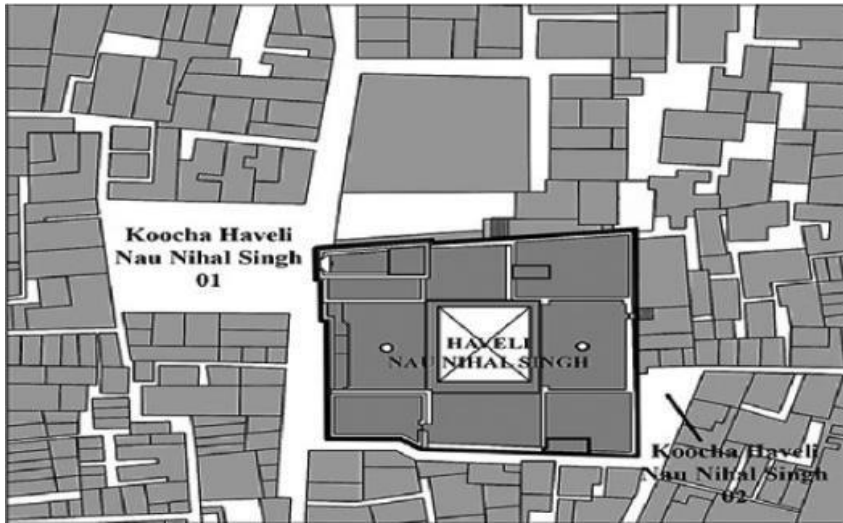 Koocha Haveli
Nau Nihal Singh
01
HAVELI
NAU NIHAL SINGH
Koocha Haveli
Nau Nihal Singh
02